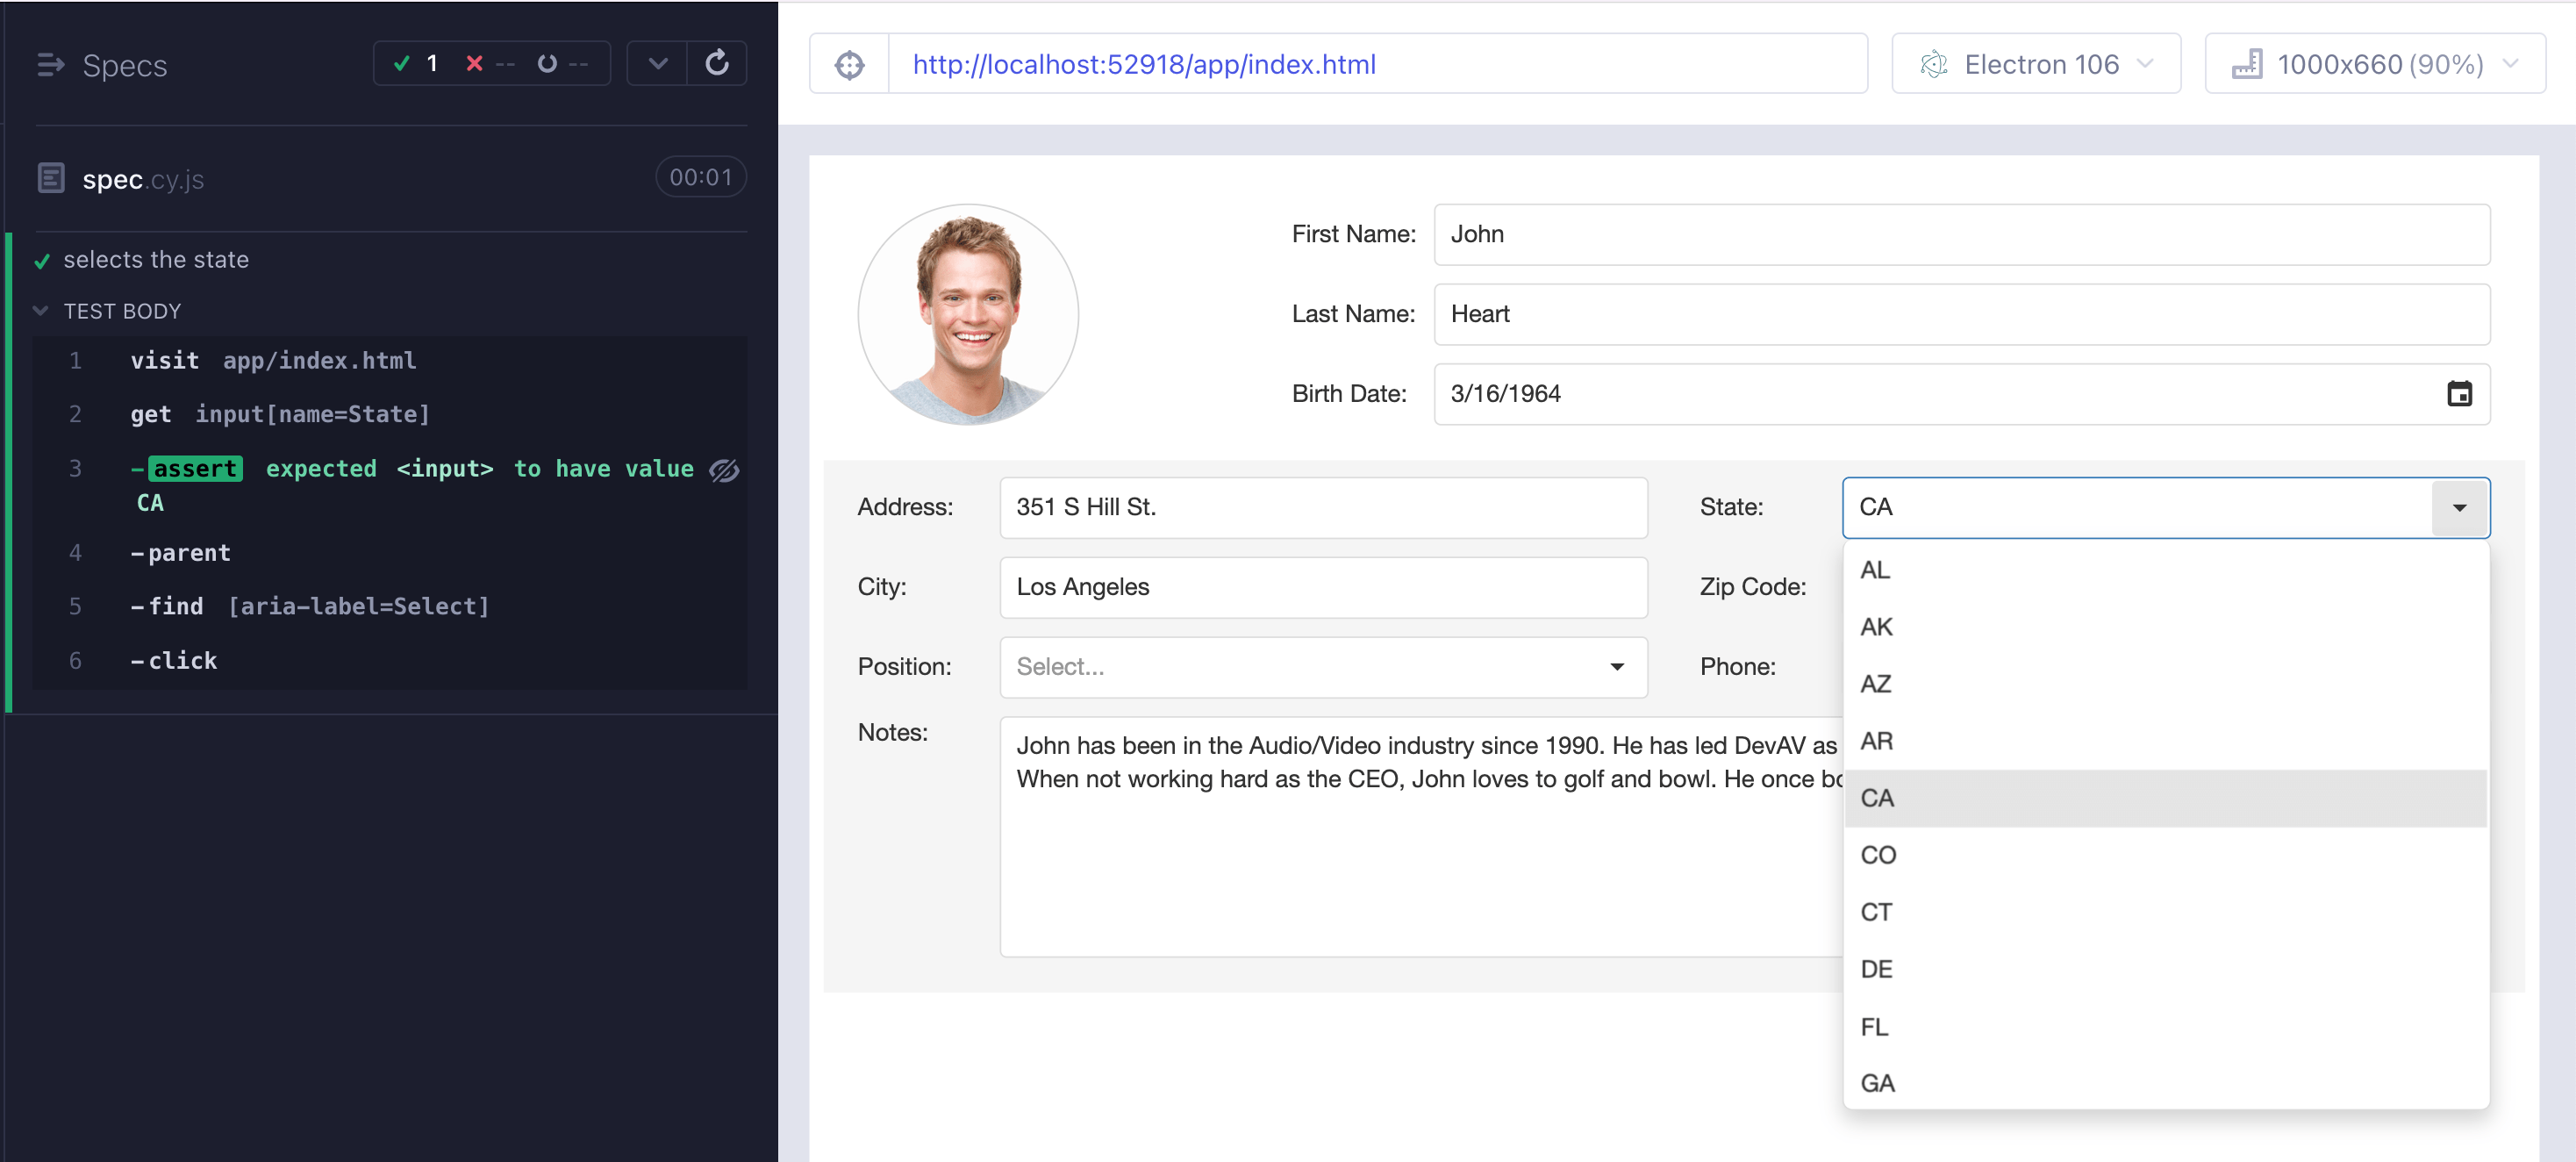 Specs
1 -- --
http://localhost:52918/app/index.html
Electron 106
1000x660 (90%)
spec.cy.js
00:01
selects the state
TEST BODY
1 visit app/index.html
2 get input[name=State]
3 -assert expected <input> to have value
CA
4 -parent
5 -find [aria-label=Select]
6 -click
First Name: John
Last Name: Heart
Birth Date: 3/16/1964
Address: 351 S Hill St.
State: CA
City: Los Angeles
Zip Code:
Position: Select...
Phone:
Notes:
John has been in the Audio/Video industry since 1990. He has led DevAV as
When not working hard as the CEO, John loves to golf and bowl. He once
AL
AK
AZ
AR
CA
CO
CT
DE
FL
GA